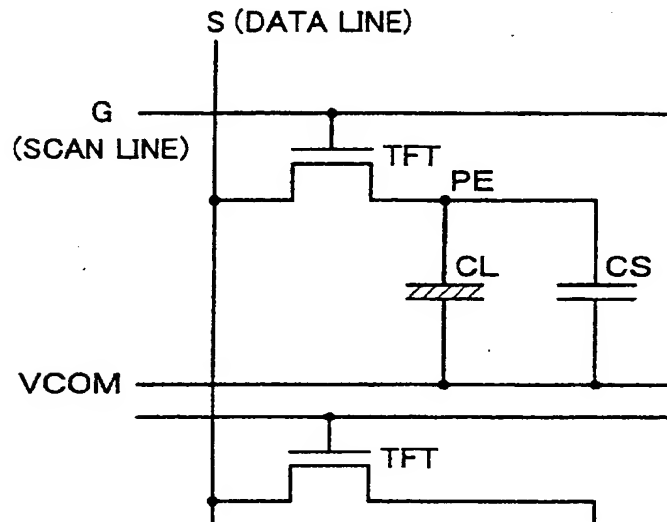 S (DATA LINE)
G
(SCAN LINE)
TFT
PE
CL
CS
VCOM
TFT